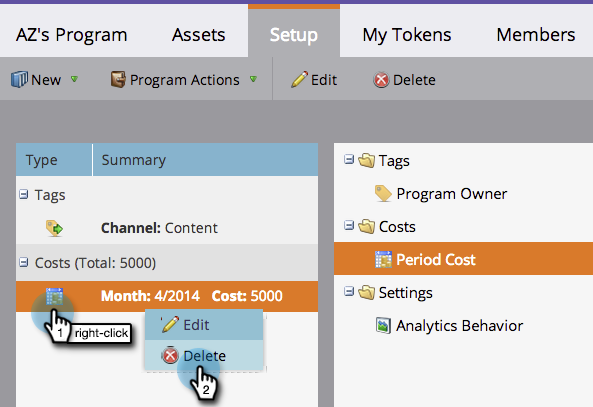 AZ's Program Assets Setup My Tokens Members
New Program Actions Edit Delete
Type Summary
Tags
Channel: Content
Costs (Total: 5000)
Month: 4/2014 Cost: 5000
1 right-click
Edit
Delete
2
Tags
Program Owner
Costs
Period Cost
Settings
Analytics Behavior